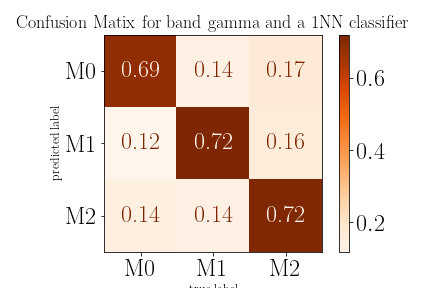 Confusion Matix for band gamma and a 1NN classifier
M0 0.69 0.14 0.17
M1 0.12 0.72 0.16
M2 0.14 0.14 0.72
M0 M1 M2
predicted label
true label
0.6
0.4
0.2